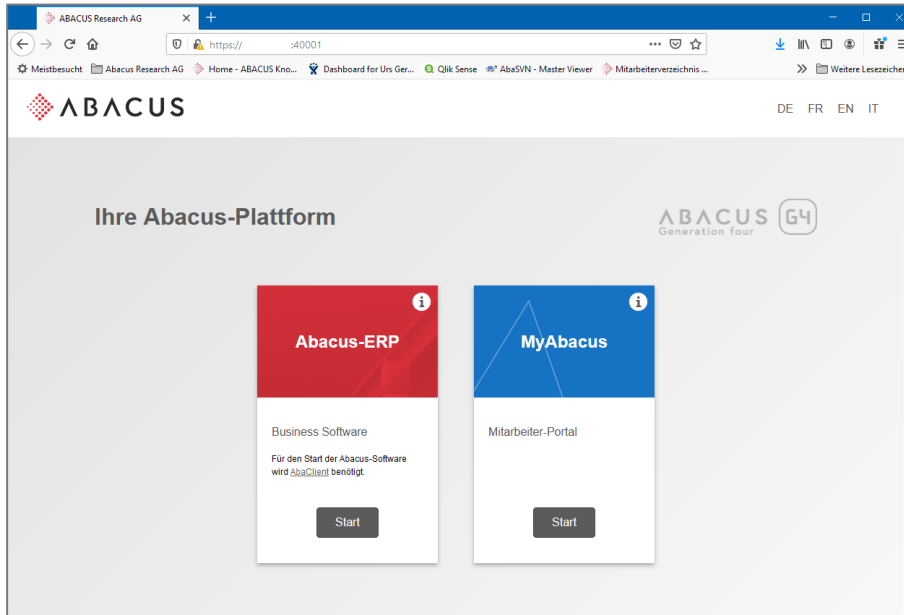 ABACUS Research AG
https:// :40001
Meistbesucht Abacus Research AG Home - ABACUS Kno... Dashboard for Urs Ger... Qlik Sense AbaSVN - Master Viewer Mitarbeiterverzeichnis ... Weitere Lesezeichen
ABACUS DE FR EN IT
Ihre Abacus-Plattform
ABACUS G4
Generation four
Abacus-ERP
MyAbacus
Business Software
Für den Start der Abacus-Software
wird AbaClient benötigt.
Start
Mitarbeiter-Portal
Start